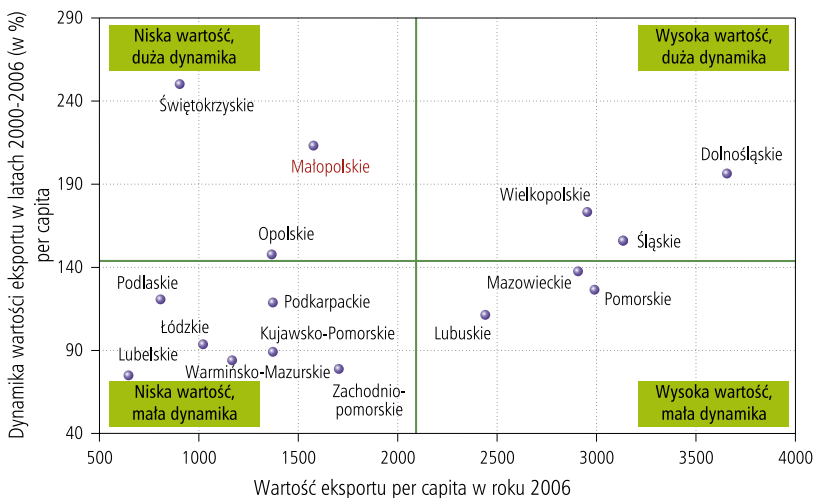 Dynamika wartości eksportu w latach 2000-2006 (w %)
per capita
290
240
190
140
90
40
Niska wartość,
duża dynamika
Wysoka wartość,
duża dynamika
Świętokrzyskie
Małopolskie
Dolnośląskie
Wielkopolskie
Śląskie
Opolskie
Mazowieckie
Pomorskie
Podlaskie
Podkarpackie
Lubuskie
Łódzkie
Kujawsko-Pomorskie
Lubelskie
Warmińsko-Mazurskie
Zachodnio-
pomorskie
Niska wartość,
mała dynamika
Wysoka wartość,
mała dynamika
500 1000 1500 2000 2500 3000 3500 4000
Wartość eksportu per capita w roku 2006